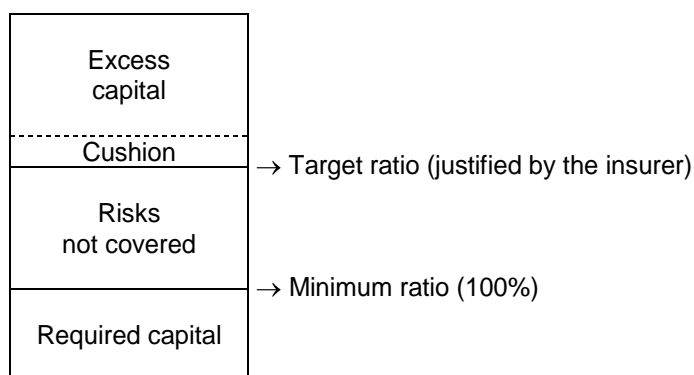 Excess
capital
Cushion
→ Target ratio (justified by the insurer)
Risks
not covered
→ Minimum ratio (100%)
Required capital